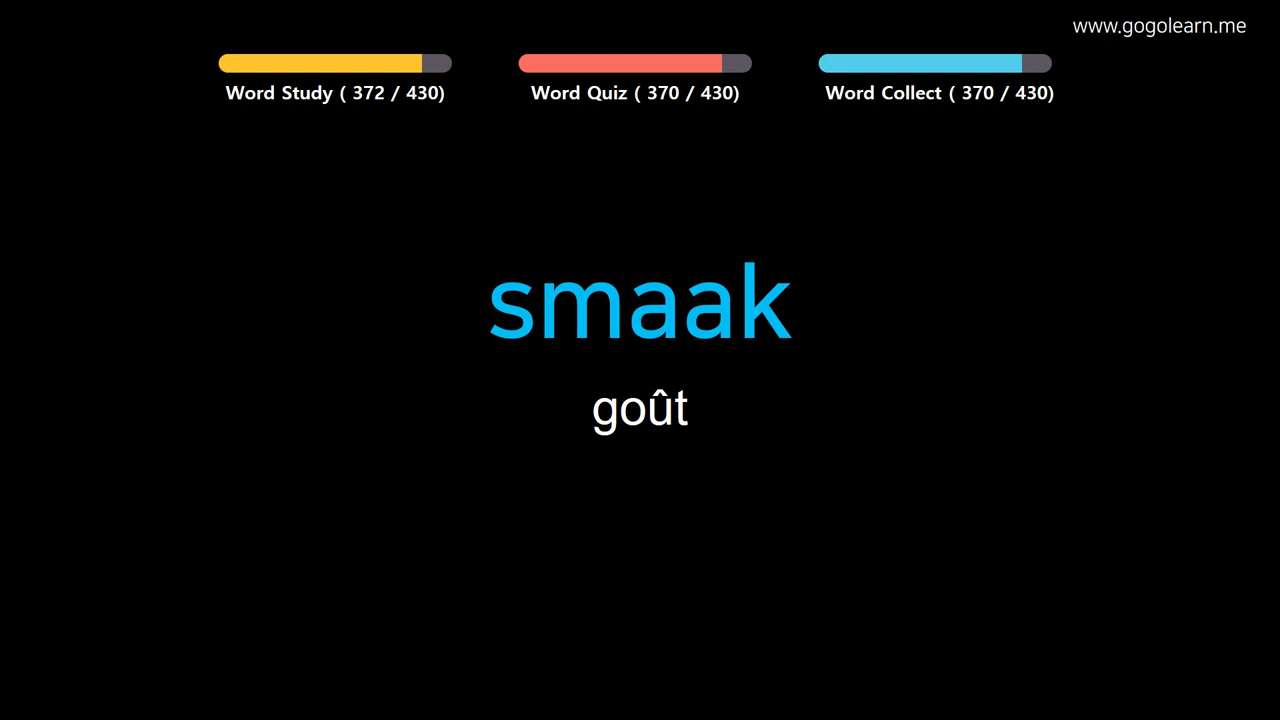 www.gogolearn.me
Word Study ( 372 / 430)
Word Quiz ( 370 / 430)
Word Collect ( 370 / 430)
smaak
goût